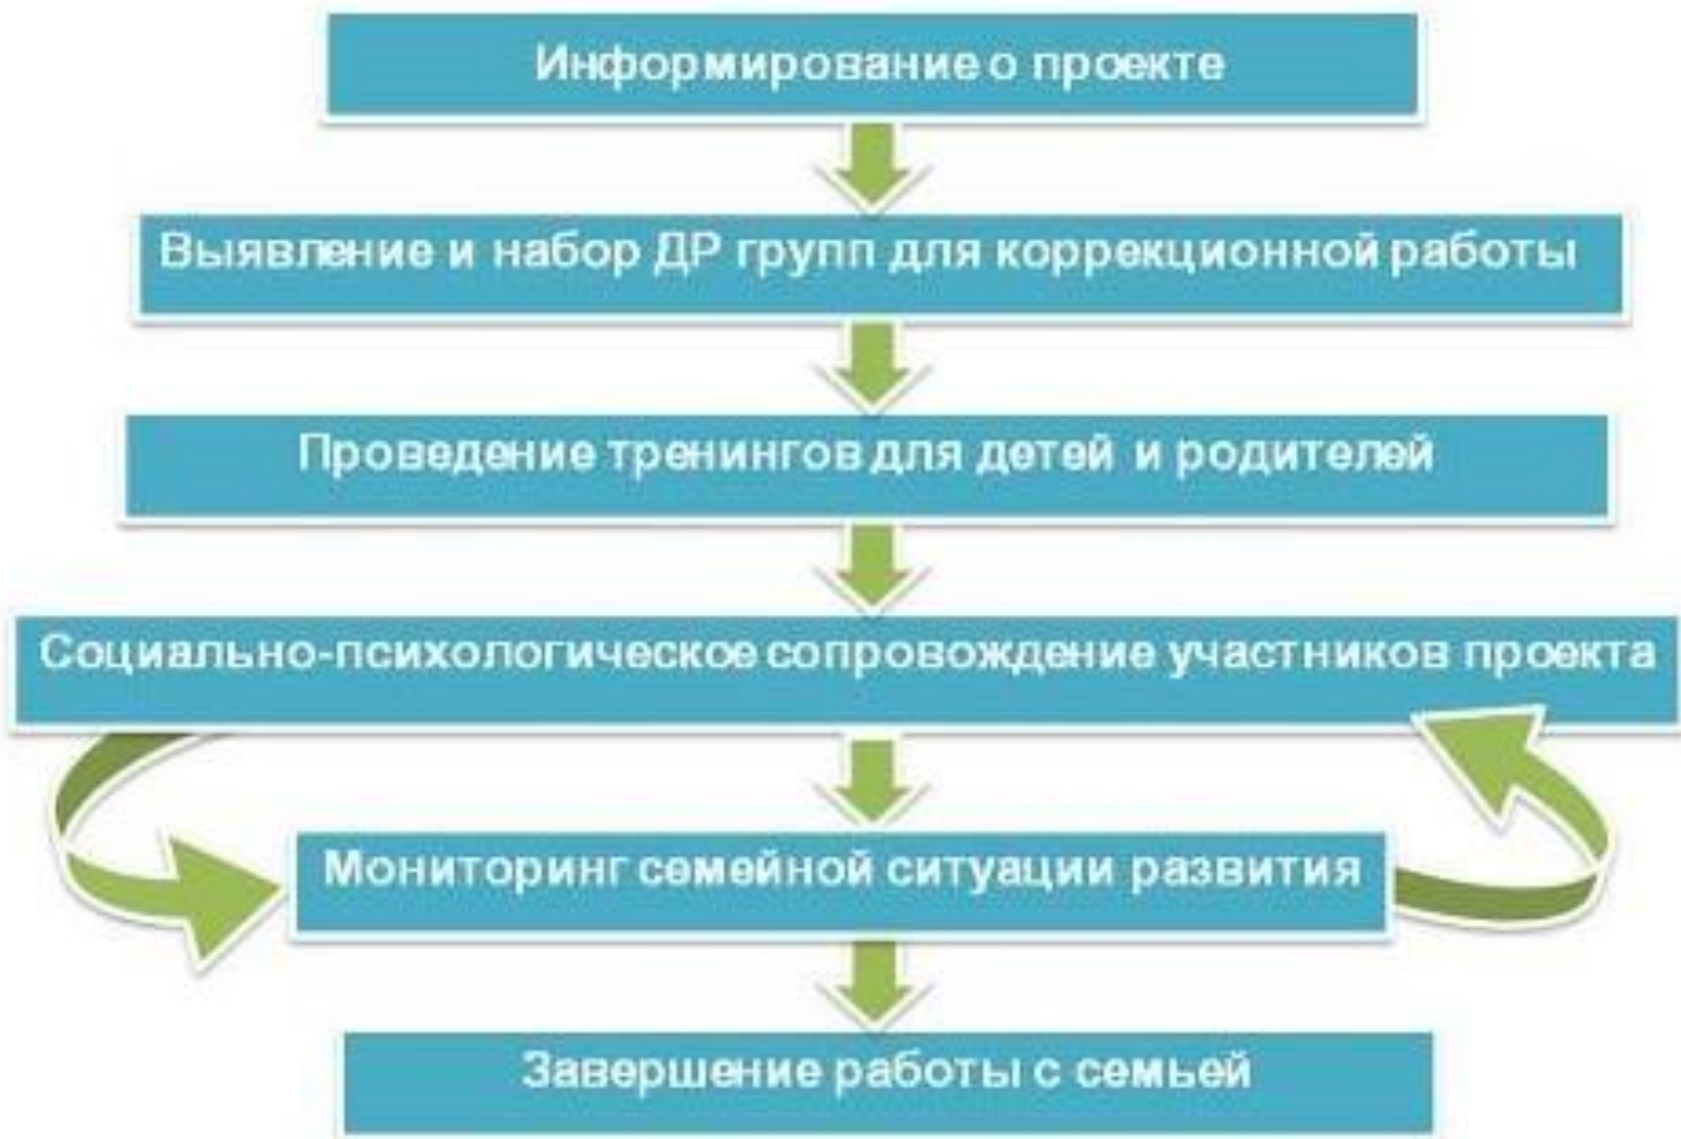 Информирование о проекте
Выявление и набор ДР групп для коррекционной работы
Проведение тренингов для детей и родителей
Социально-психологическое сопровождение участников проекта
Мониторинг семейной ситуации развития
Завершение работы с семьей